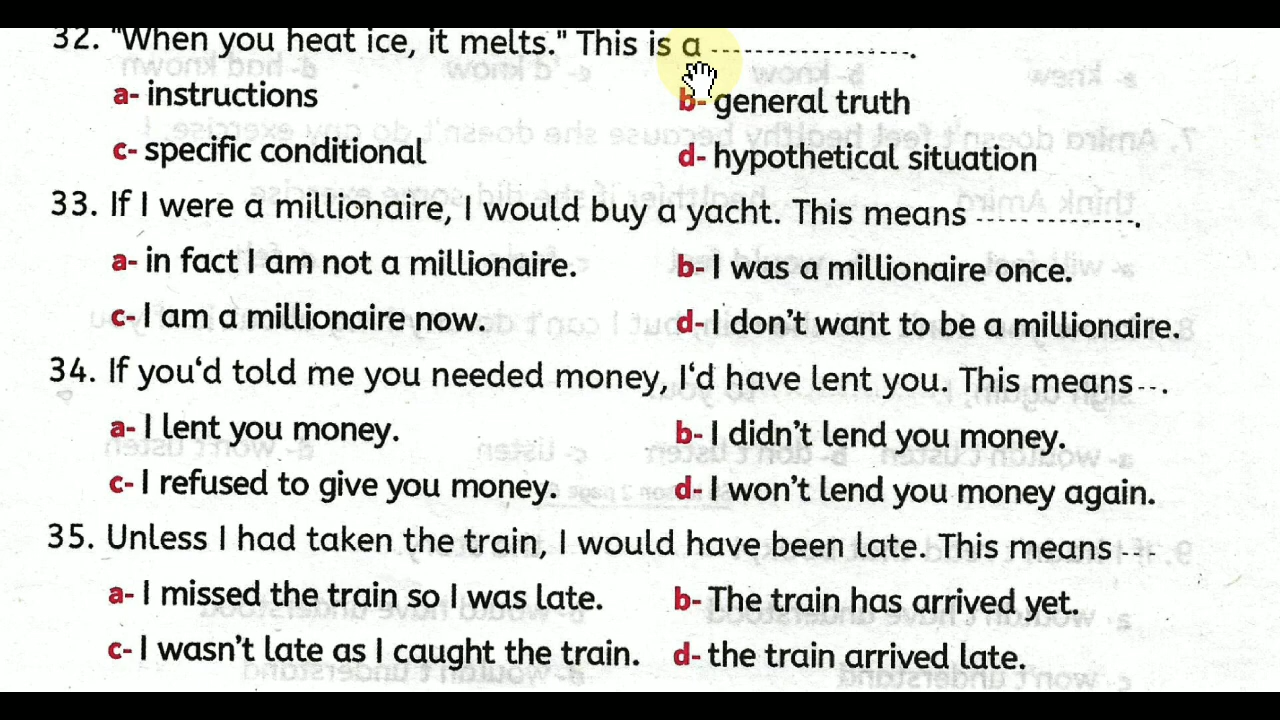 32. "When you heat ice, it melts." This is a -------------------.
a- instructions b- general truth
c- specific conditional d- hypothetical situation
33. If I were a millionaire, I would buy a yacht. This means ---------------.
a- in fact I am not a millionaire. b- I was a millionaire once.
c- I am a millionaire now. d- I don't want to be a millionaire.
34. If you'd told me you needed money, I'd have lent you. This means ---.
a- I lent you money. b- I didn't lend you money.
c- I refused to give you money. d- I won't lend you money again.
35. Unless I had taken the train, I would have been late. This means ---
a- I missed the train so I was late. b- The train has arrived yet.
c- I wasn't late as I caught the train. d- the train arrived late.